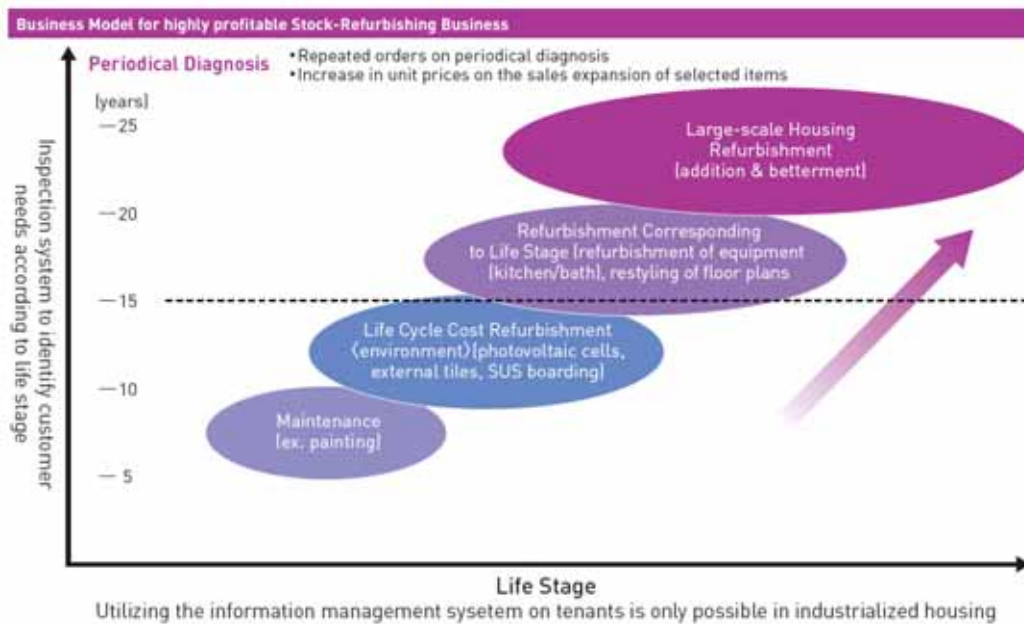 Business Model for highly profitable Stock-Refurbishing Business
Periodical Diagnosis
•Repeated orders on periodical diagnosis
•Increase in unit prices on the sales expansion of selected items
[years]
25
20
15
10
5
Inspection system to identify customer
needs according to life stage
Large-scale Housing
Refurbishment
[addition & betterment]
Refurbishment Corresponding
to Life Stage [refurbishment of equipment
[kitchen/bath], restyling of floor plans
Life Cycle Cost Refurbishment
〈environment〉[photovoltaic cells,
external tiles, SUS boarding]
Maintenance
[ex. painting]
Life Stage
Utilizing the information management sysetem on tenants is only possible in industrialized housing